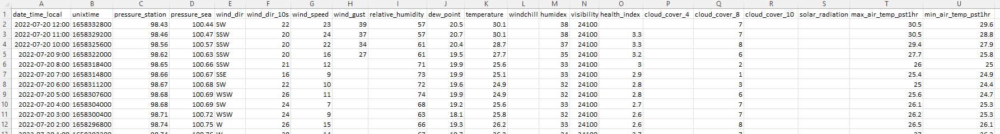 A B C D E F G H I J K L M N O P Q R S T U
1 date_time_local unixtime pressure_station pressure_sea wind_dir wind_dir_10s wind_speed wind_gust relative_humidity dew_point temperature windchill humidex visibility health_index cloud_cover_4 cloud_cover_8 cloud_cover_10 solar_radiation max_air_temp_pst1hr min_air_temp_pst1hr
2 2022-07-20 12:00 1658332800 98.43 100.44 SW 22 23 39 57 20.5 30.1 38 24100 7 30.5 29.6
3 2022-07-20 11:00 1658329200 98.46 100.47 SSW 20 24 37 57 20.7 30.1 38 24100 3.3 7 30.5 28.8
4 2022-07-20 10:00 1658325600 98.56 100.57 SSW 20 22 34 61 20.4 28.7 37 24100 3.3 8 29.4 27.9
5 2022-07-20 9:00 1658322000 98.62 100.63 SSW 20 16 27 61 19.5 27.7 35 24100 3.2 6 27.7 25.8
6 2022-07-20 8:00 1658318400 98.65 100.66 SSW 21 12 71 19.9 25.6 33 24100 3 2 26 25
7 2022-07-20 7:00 1658314800 98.66 100.67 SSE 16 9 73 19.9 25.1 33 24100 2.9 1 25.4 24.9
8 2022-07-20 6:00 1658311200 98.67 100.68 SW 22 10 72 19.6 24.9 32 24100 2.8 3 25 24.4
9 2022-07-20 5:00 1658307600 98.68 100.69 WSW 26 11 74 19.9 24.9 32 24100 2.8 6 25.6 24.7
10 2022-07-20 4:00 1658304000 98.68 100.69 SW 24 7 68 19.2 25.6 33 24100 2.7 7 26.1 25.3
11 2022-07-20 3:00 1658300400 98.71 100.72 WSW 24 9 63 18.1 25.8 32 24100 2.6 7 26.2 25.3
12 2022-07-20 2:00 1658296800 98.74 100.75 W 26 15 66 19.3 26.2 33 24100 2.6 8 26.5 26.1